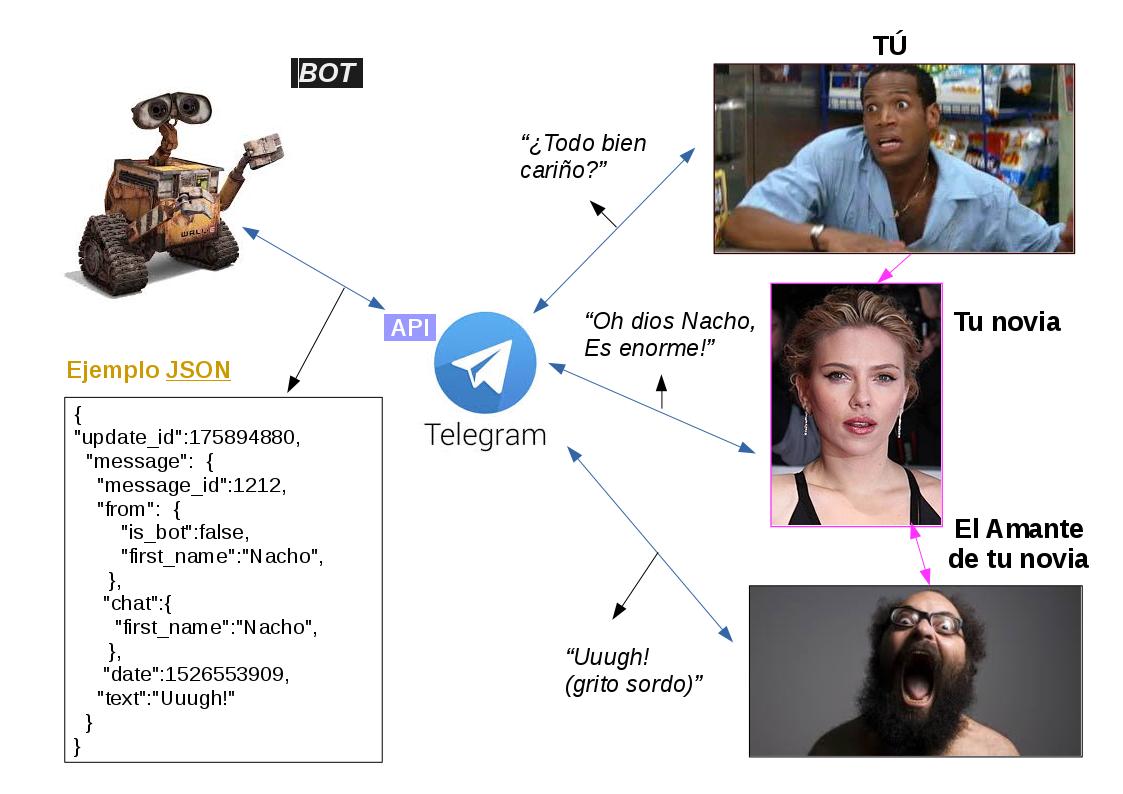 BOT
TÚ
“¿Todo bien
cariño?”
API
Telegram
“Oh dios Nacho,
Es enorme!”
Tu novia
Ejemplo JSON
{
"update_id":175894880,
"message": {
"message_id":1212,
"from": {
"is_bot":false,
"first_name":"Nacho",
},
"chat":{
"first_name":"Nacho",
},
"date":1526553909,
"text":"Uuugh!"
}
}
El Amante
de tu novia
“Uuugh!
(grito sordo)”
WALL·E